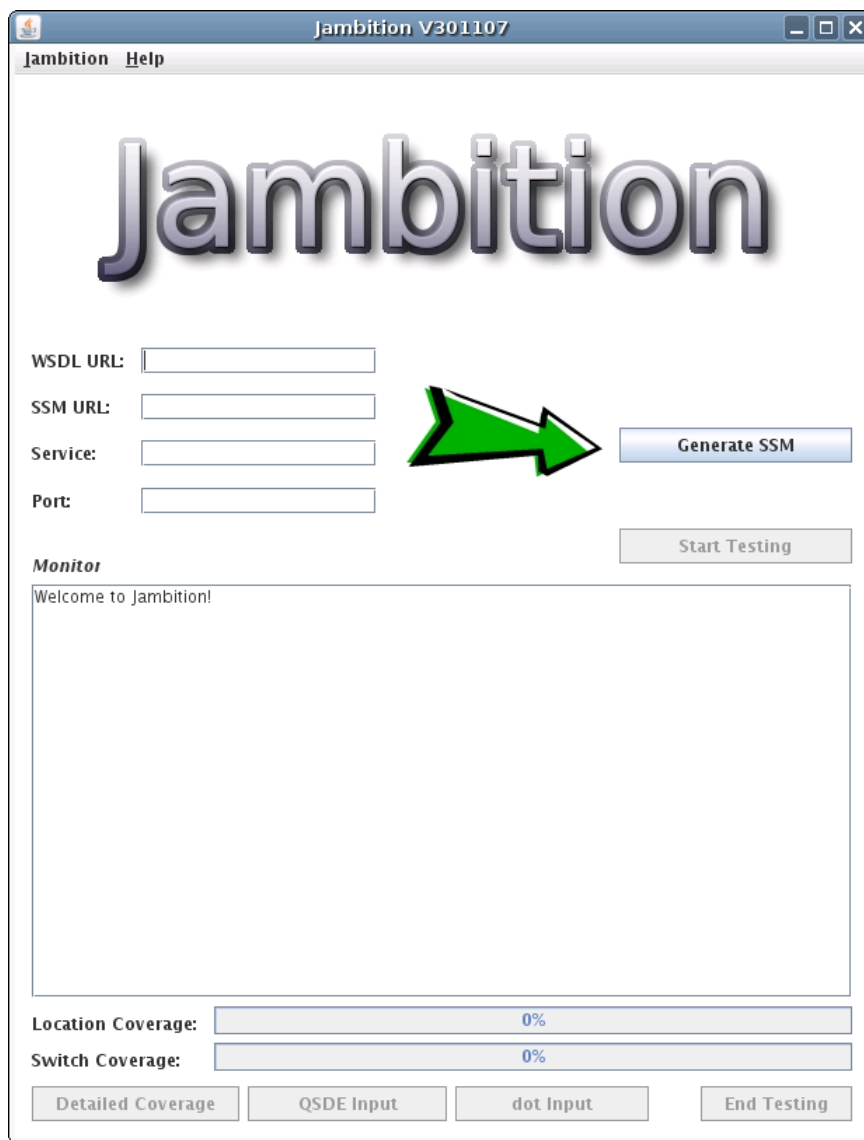 Jambition V301107
Jambition Help
Jambition
WSDL URL:
SSM URL:
Service:
Generate SSM
Port:
Start Testing
Monitor
Welcome to Jambition!
Location Coverage: 0%
Switch Coverage: 0%
Detailed Coverage QSDE Input dot Input End Testing